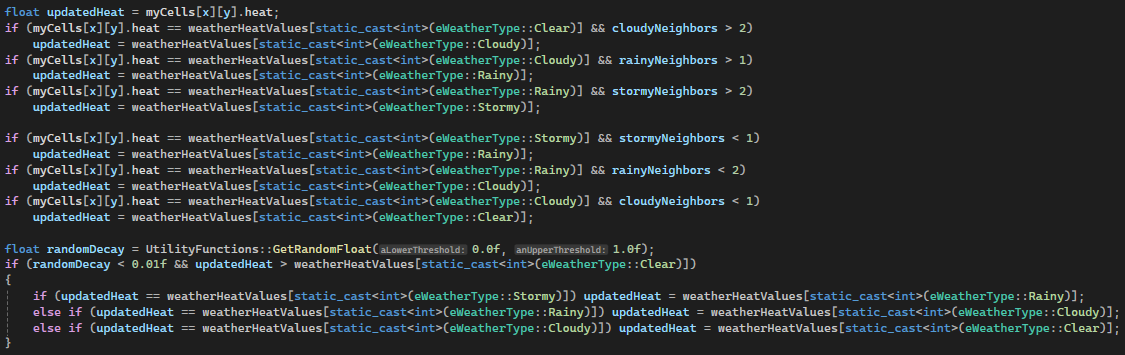 float updatedHeat = myCells[x][y].heat;
if (myCells[x][y].heat == weatherHeatValues[static_cast<int>(eWeatherType::Clear)] && cloudyNeighbors > 2)
    updatedHeat = weatherHeatValues[static_cast<int>(eWeatherType::Cloudy)];
if (myCells[x][y].heat == weatherHeatValues[static_cast<int>(eWeatherType::Cloudy)] && rainyNeighbors > 1)
    updatedHeat = weatherHeatValues[static_cast<int>(eWeatherType::Rainy)];
if (myCells[x][y].heat == weatherHeatValues[static_cast<int>(eWeatherType::Rainy)] && stormyNeighbors > 2)
    updatedHeat = weatherHeatValues[static_cast<int>(eWeatherType::Stormy)];

if (myCells[x][y].heat == weatherHeatValues[static_cast<int>(eWeatherType::Stormy)] && stormyNeighbors < 1)
    updatedHeat = weatherHeatValues[static_cast<int>(eWeatherType::Rainy)];
if (myCells[x][y].heat == weatherHeatValues[static_cast<int>(eWeatherType::Rainy)] && rainyNeighbors < 2)
    updatedHeat = weatherHeatValues[static_cast<int>(eWeatherType::Cloudy)];
if (myCells[x][y].heat == weatherHeatValues[static_cast<int>(eWeatherType::Cloudy)] && cloudyNeighbors < 1)
    updatedHeat = weatherHeatValues[static_cast<int>(eWeatherType::Clear)];

float randomDecay = UtilityFunctions::GetRandomFloat(aLowerThreshold: 0.0f, anUpperThreshold: 1.0f);
if (randomDecay < 0.01f && updatedHeat > weatherHeatValues[static_cast<int>(eWeatherType::Clear)])
{
    if (updatedHeat == weatherHeatValues[static_cast<int>(eWeatherType::Stormy)]) updatedHeat = weatherHeatValues[static_cast<int>(eWeatherType::Rainy)];
    else if (updatedHeat == weatherHeatValues[static_cast<int>(eWeatherType::Rainy)]) updatedHeat = weatherHeatValues[static_cast<int>(eWeatherType::Cloudy)];
    else if (updatedHeat == weatherHeatValues[static_cast<int>(eWeatherType::Cloudy)]) updatedHeat = weatherHeatValues[static_cast<int>(eWeatherType::Clear)];
}